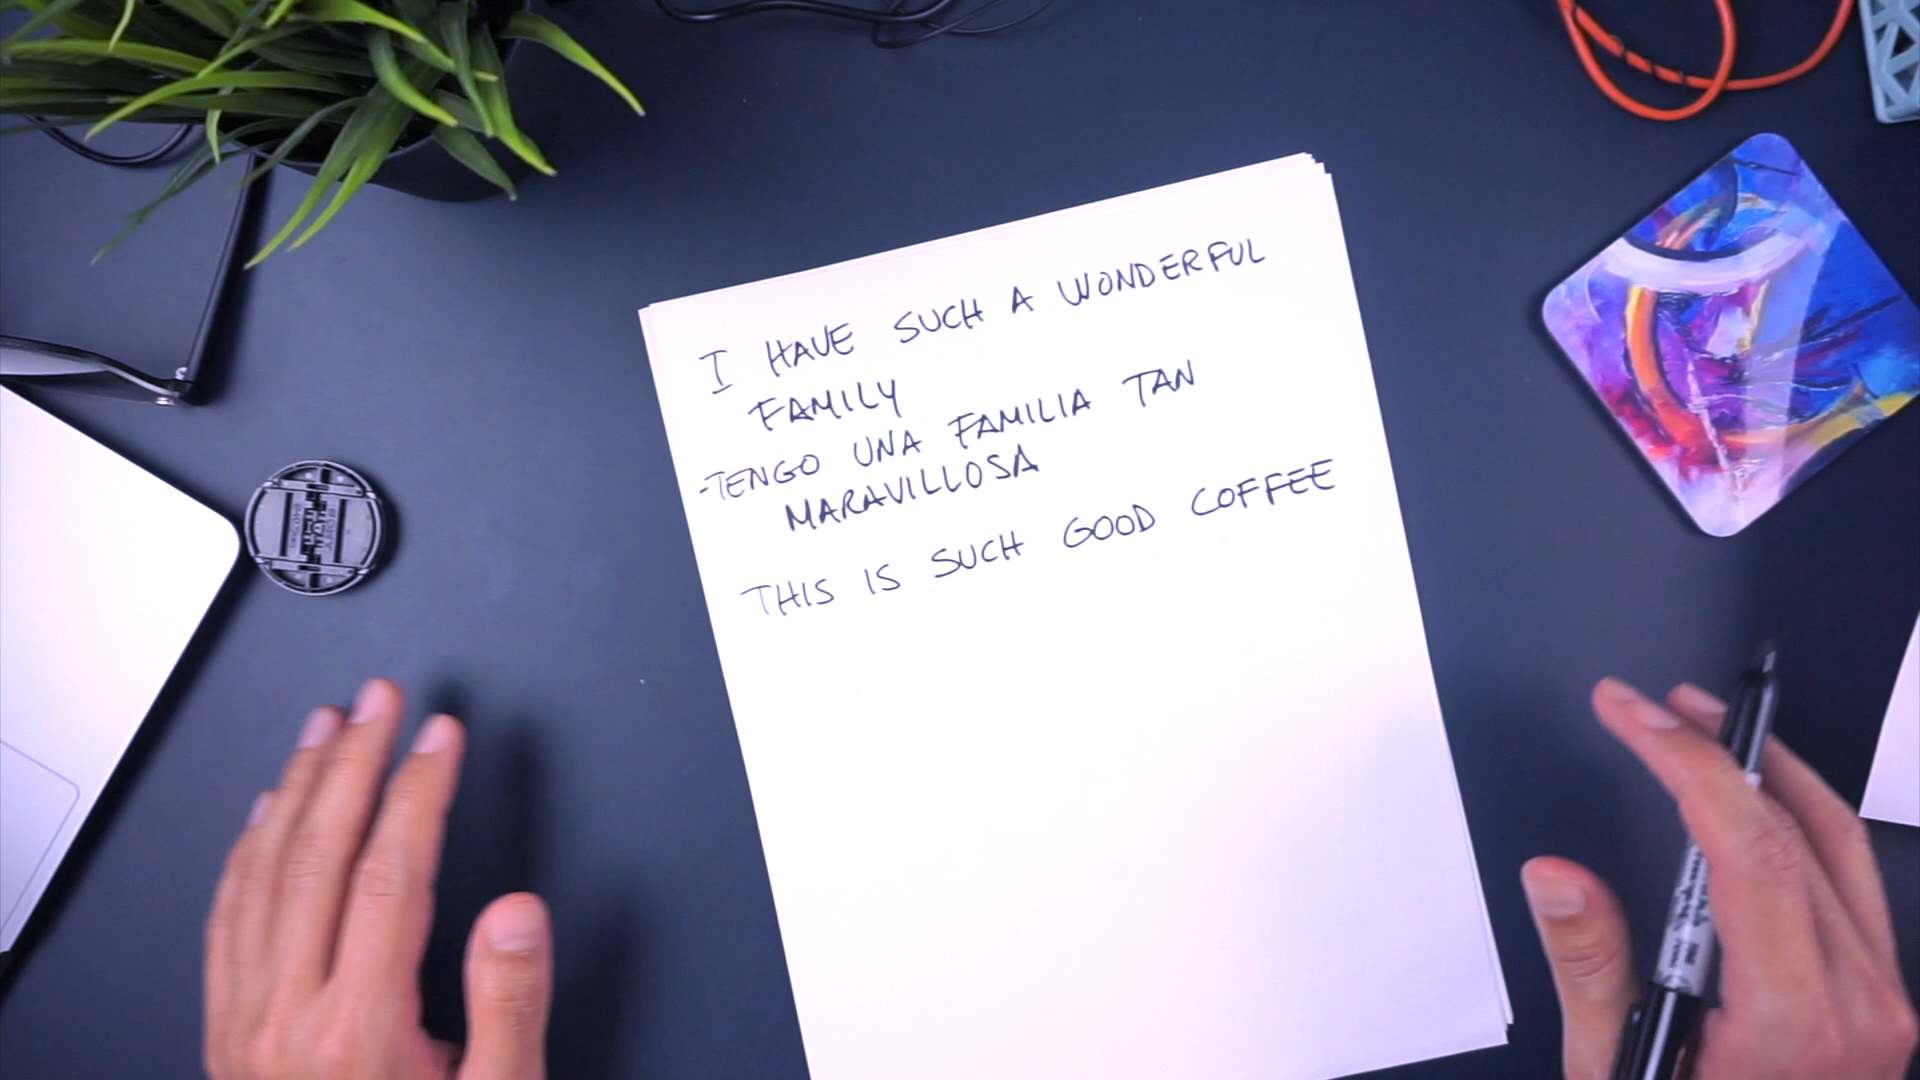 I HAVE SUCH A WONDERFUL
FAMILY
-TENGO UNA FAMILIA TAN
MARAVILLOSA
THIS IS SUCH GOOD COFFEE